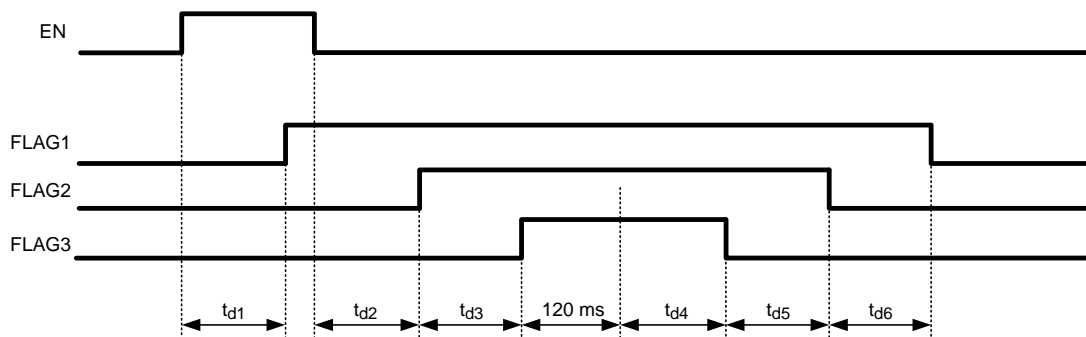 EN
FLAG1
FLAG2
FLAG3
td1 td2 td3 120 ms td4 td5 td6